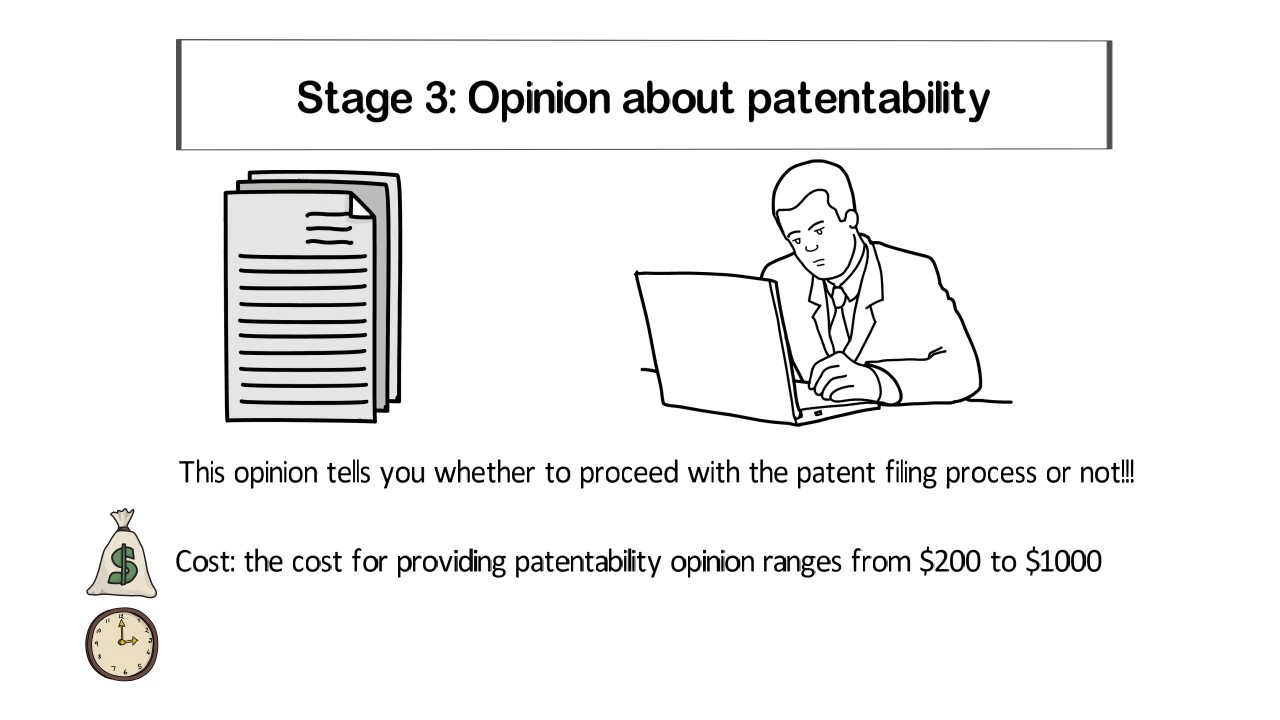 Stage 3: Opinion about patentability
This opinion tells you whether to proceed with the patent filing process or not!!!
$
Cost: the cost for providing patentability opinion ranges from $200 to $1000